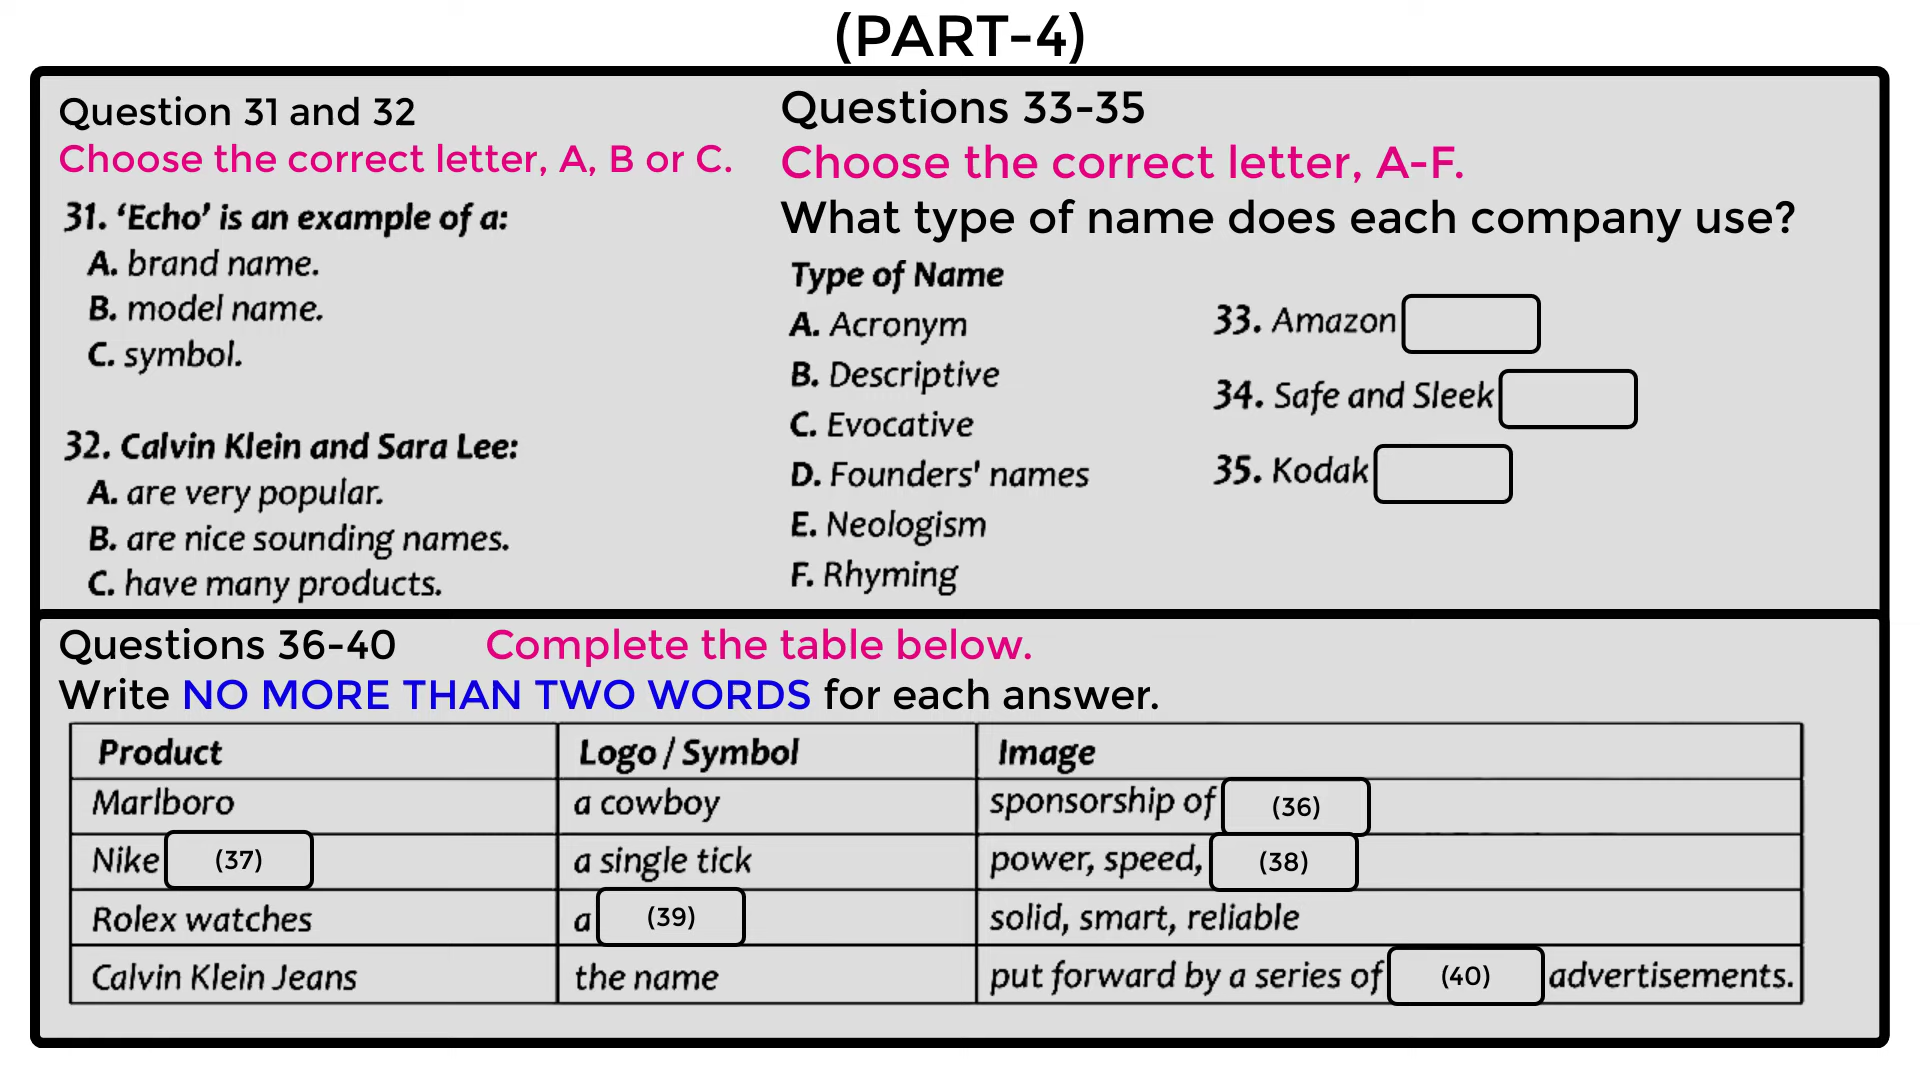 (PART-4)
Question 31 and 32
Choose the correct letter, A, B or C.
31. ‘Echo’ is an example of a:
A. brand name.
B. model name.
C. symbol.
32. Calvin Klein and Sara Lee:
A. are very popular.
B. are nice sounding names.
C. have many products.
Questions 33-35
Choose the correct letter, A-F.
What type of name does each company use?
Type of Name
A. Acronym
B. Descriptive
C. Evocative
D. Founders' names
E. Neologism
F. Rhyming
33. Amazon
34. Safe and Sleek
35. Kodak
Questions 36-40 Complete the table below.
Write NO MORE THAN TWO WORDS for each answer.
Product Logo / Symbol Image
Marlboro a cowboy sponsorship of (36)
Nike (37) a single tick power, speed, (38)
Rolex watches a (39) solid, smart, reliable
Calvin Klein Jeans the name put forward by a series of (40) advertisements.